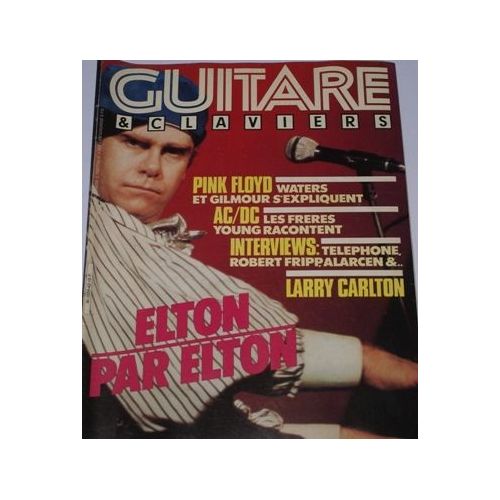 GUITARE
& CLAVIERS
PINK FLOYD WATERS
ET GILMOUR S'EXPLIQUENT
AC/DC LES FRERES
YOUNG RACONTENT
INTERVIEWS: TELEPHONE,
ROBERT FRIPP, ALARCEN &..
LARRY CARLTON
ELTON
PAR ELTON